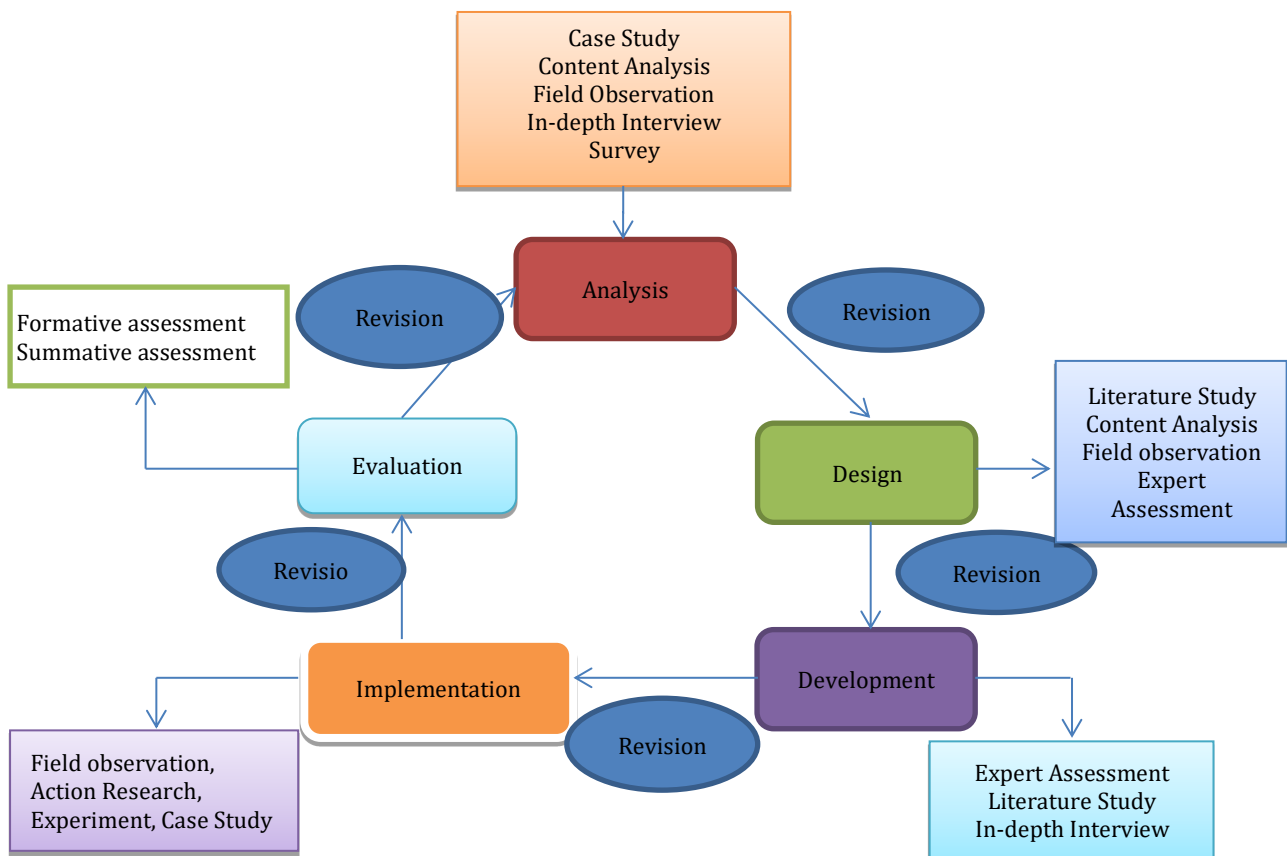 Case Study
Content Analysis
Field Observation
In-depth Interview
Survey
Analysis
Revision
Revision
Formative assessment
Summative assessment
Evaluation
Design
Literature Study
Content Analysis
Field observation
Expert
Assessment
Revisio
Revision
Implementation
Development
Revision
Field observation,
Action Research,
Experiment, Case Study
Expert Assessment
Literature Study
In-depth Interview